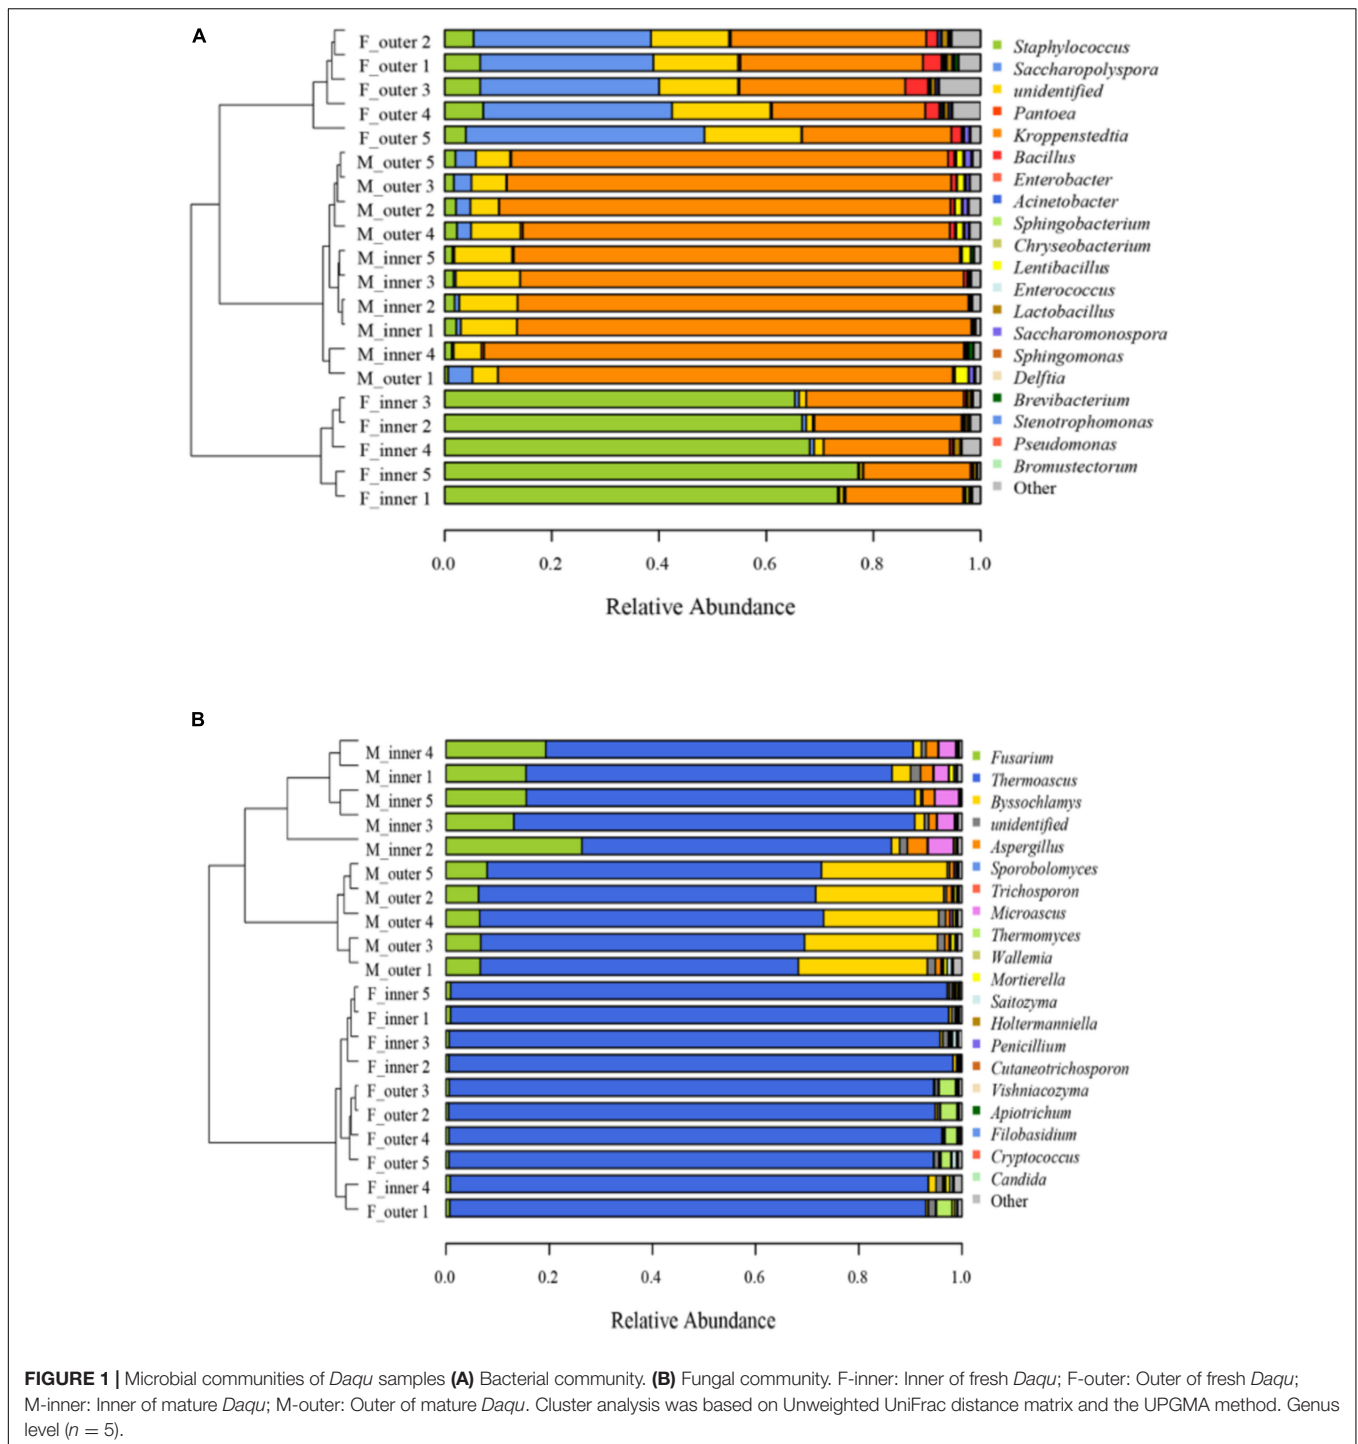 A
F_outer 2
F_outer 1
F_outer 3
F_outer 4
F_outer 5
M_outer 5
M_outer 3
M_outer 2
M_outer 4
M_inner 5
M_inner 3
M_inner 2
M_inner 1
M_inner 4
M_outer 1
F_inner 3
F_inner 2
F_inner 4
F_inner 5
F_inner 1
Staphylococcus
Saccharopolyspora
unidentified
Pantoea
Kroppenstedtia
Bacillus
Enterobacter
Acinetobacter
Sphingobacterium
Chryseobacterium
Lentibacillus
Enterococcus
Lactobacillus
Saccharomonospora
Sphingomonas
Delftia
Brevibacterium
Stenotrophomonas
Pseudomonas
Bromustectorum
Other
0.0 0.2 0.4 0.6 0.8 1.0
Relative Abundance
B
M_inner 4
M_inner 1
M_inner 5
M_inner 3
M_inner 2
M_outer 5
M_outer 2
M_outer 4
M_outer 3
M_outer 1
F_inner 5
F_inner 1
F_inner 3
F_inner 2
F_outer 3
F_outer 2
F_outer 4
F_outer 5
F_inner 4
F_outer 1
Fusarium
Thermoascus
Byssochlamys
unidentified
Aspergillus
Sporobolomyces
Trichosporon
Microascus
Thermomyces
Wallemia
Mortierella
Saitozyma
Holtermanniella
Penicillium
Cutaneotrichosporon
Vishniacozyma
Apiotrichum
Filobasidium
Cryptococcus
Candida
Other
0.0 0.2 0.4 0.6 0.8 1.0
Relative Abundance
FIGURE 1 | Microbial communities of Daqu samples (A) Bacterial community. (B) Fungal community. F-inner: Inner of fresh Daqu; F-outer: Outer of fresh Daqu;
M-inner: Inner of mature Daqu; M-outer: Outer of mature Daqu. Cluster analysis was based on Unweighted UniFrac distance matrix and the UPGMA method. Genus
level (n = 5).